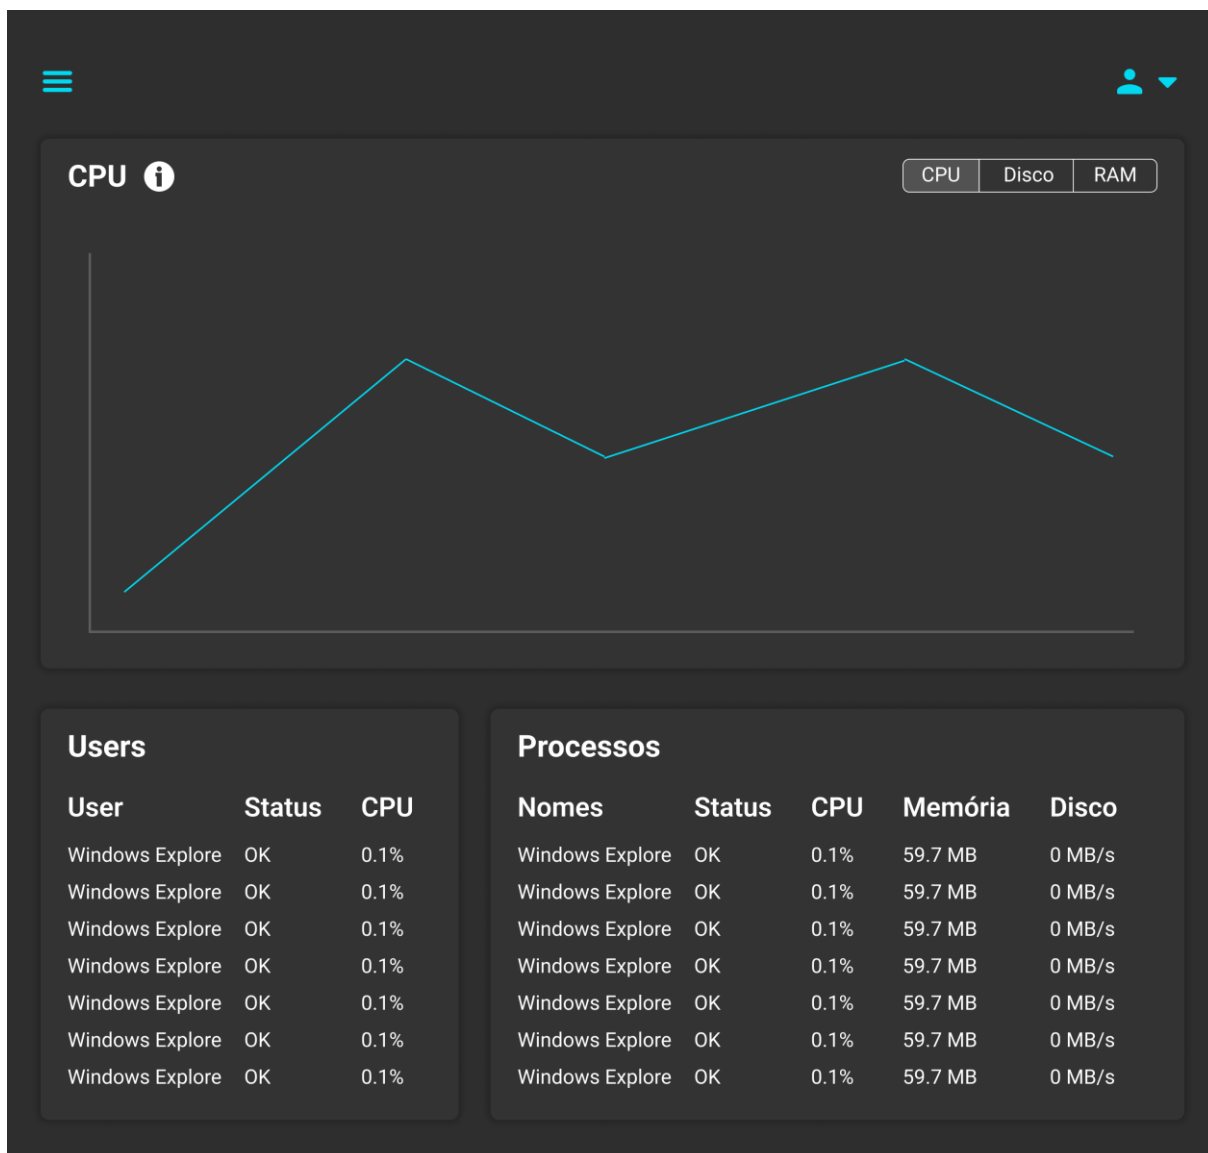 CPU
CPU Disco RAM
Users
User Status CPU
Windows Explore OK 0.1%
Windows Explore OK 0.1%
Windows Explore OK 0.1%
Windows Explore OK 0.1%
Windows Explore OK 0.1%
Windows Explore OK 0.1%
Windows Explore OK 0.1%
Processos
Nomes Status CPU Memória Disco
Windows Explore OK 0.1% 59.7 MB 0 MB/s
Windows Explore OK 0.1% 59.7 MB 0 MB/s
Windows Explore OK 0.1% 59.7 MB 0 MB/s
Windows Explore OK 0.1% 59.7 MB 0 MB/s
Windows Explore OK 0.1% 59.7 MB 0 MB/s
Windows Explore OK 0.1% 59.7 MB 0 MB/s
Windows Explore OK 0.1% 59.7 MB 0 MB/s